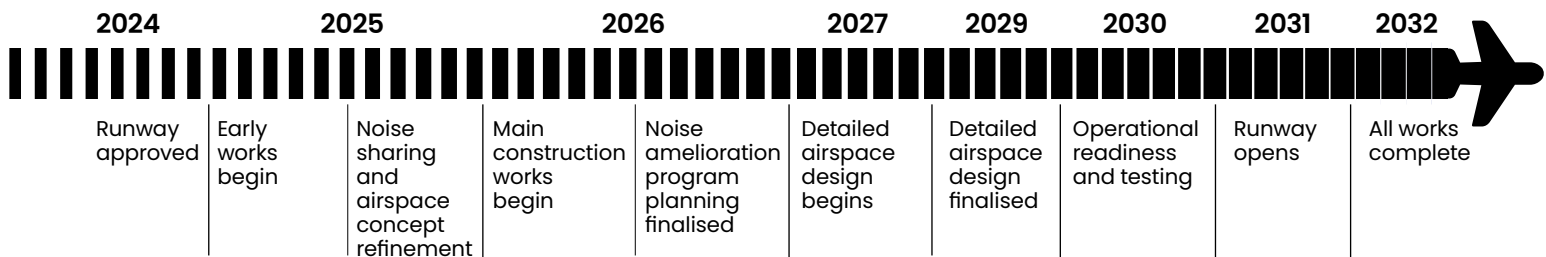 2024 2025 2026 2027 2029 2030 2031 2032
Runway
approved
Early
works
begin
Noise
sharing
and
airspace
concept
refinement
Main
construction
works
begin
Noise
amelioration
program
planning
finalised
Detailed
airspace
design
begins
Detailed
airspace
design
finalised
Operational
readiness
and testing
Runway
opens
All works
complete